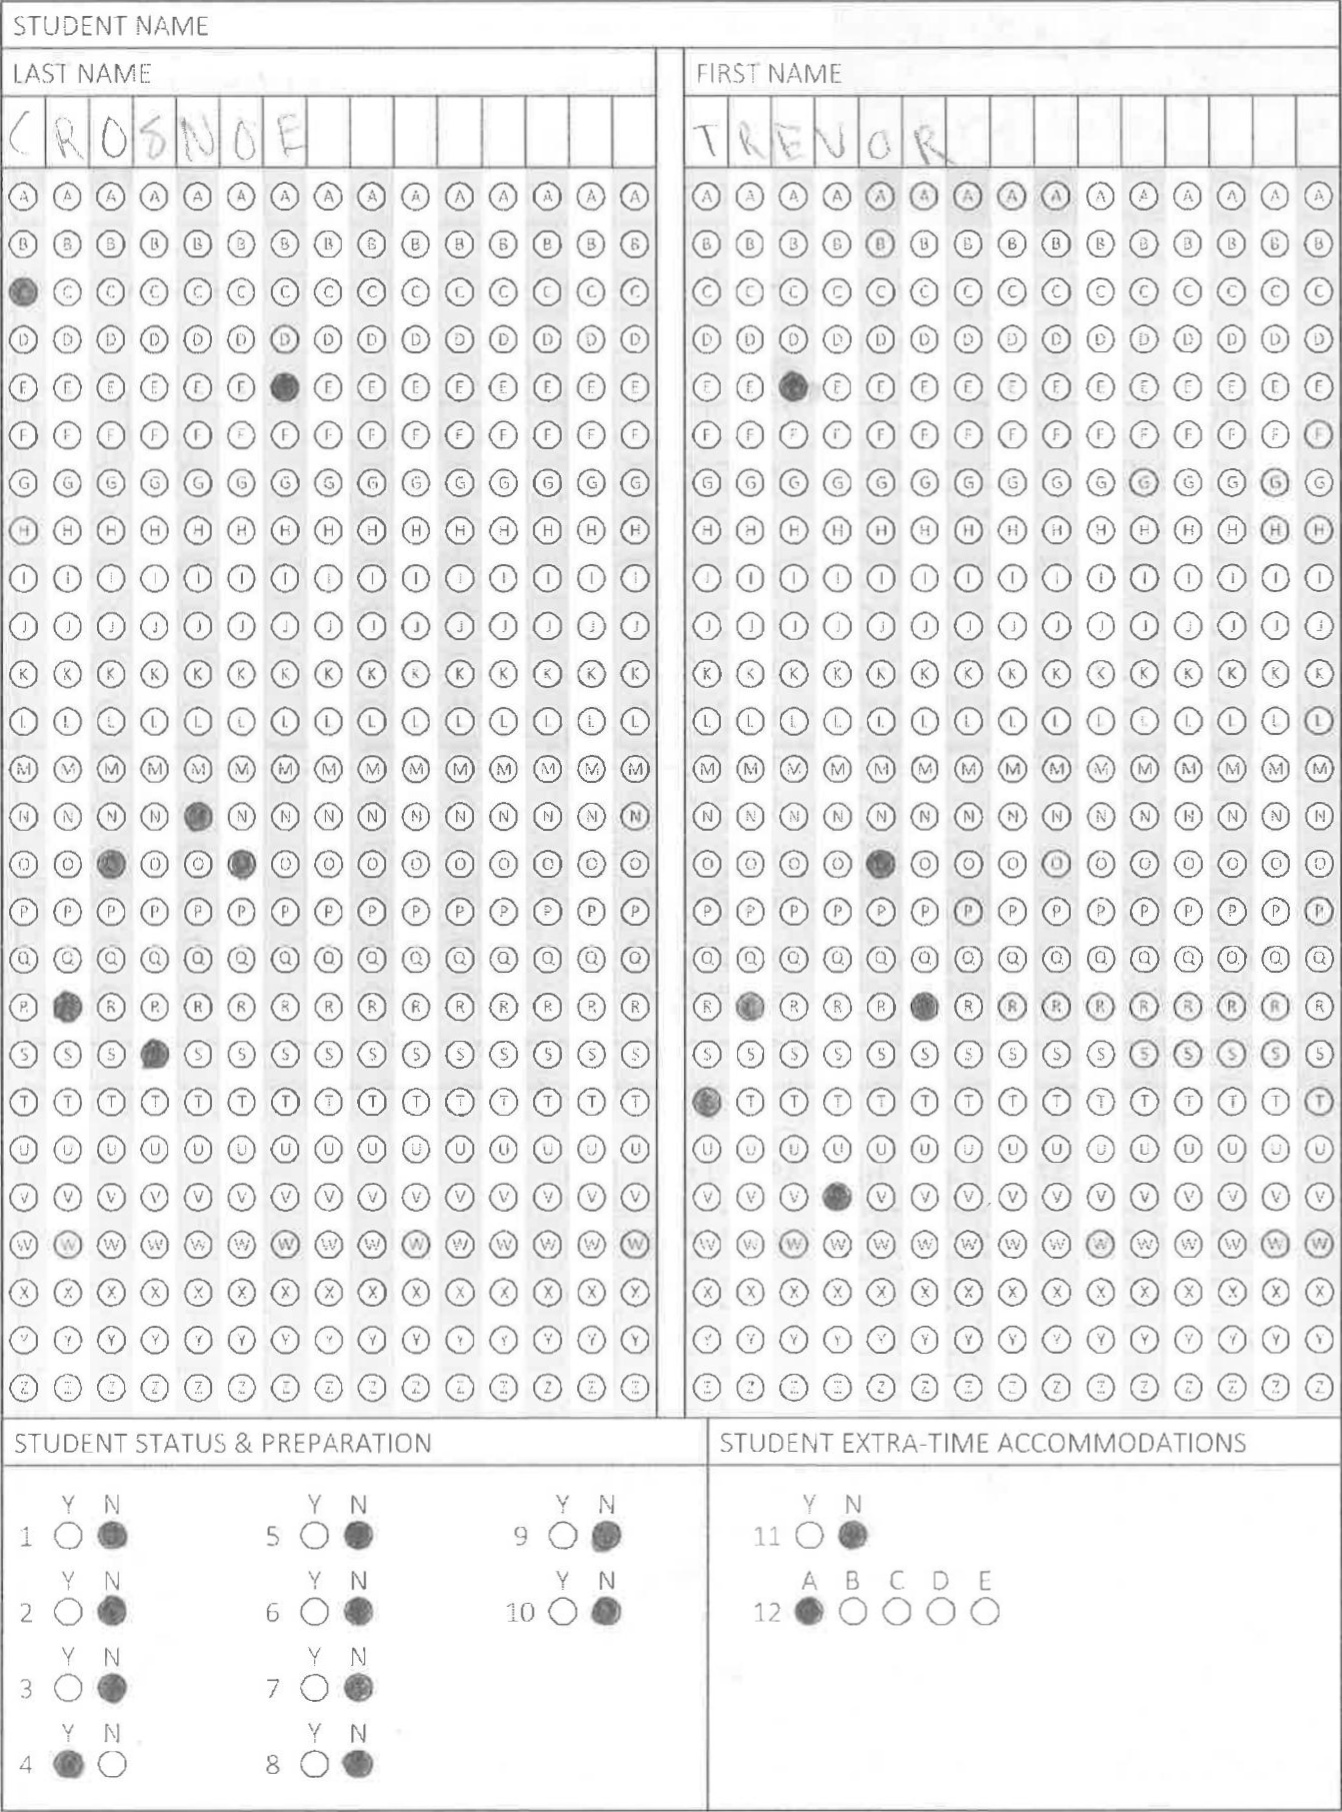 STUDENT NAME
LAST NAME
FIRST NAME
CROSNOE
TREVOR
A A A A A A A A A A A A A A A A A A A A A A A A A A A A A A
B B B B B B B B B B B B B B B B B B B B B B B B B B B B B B
C C C C C C C C C C C C C C C C C C C C C C C C C C C C C
D D D D D D D D D D D D D D D D D D D D D D D D D D D D D D
E E E E E E E E E E E E E E E E E E E E E E E E E E E E
F F F F F F F F F F F F F F F F F F F F F F F F F F F F F F
G G G G G G G G G G G G G G G G G G G G G G G G G G G G G G
H H H H H H H H H H H H H H H H H H H H H H H H H H H H H H
I I I I I I I I I I I I I I I I I I I I I I I I I I I I I I
J J J J J J J J J J J J J J J J J J J J J J J J J J J J J J
K K K K K K K K K K K K K K K K K K K K K K K K K K K K K K
L L L L L L L L L L L L L L L L L L L L L L L L L L L L L L
M M M M M M M M M M M M M M M M M M M M M M M M M M M M M M
N N N N N N N N N N N N N N N N N N N N N N N N N N N N N
O O O O O O O O O O O O O O O O O O O O O O O O O O O
P P P P P P P P P P P P P P P P P P P P P P P P P P P P P P
Q Q Q Q Q Q Q Q Q Q Q Q Q Q Q Q Q Q Q Q Q Q Q Q Q Q Q Q Q Q
R R R R R R R R R R R R R R R R R R R R R R R R R R R
S S S S S S S S S S S S S S S S S S S S S S S S S S S S S
T T T T T T T T T T T T T T T T T T T T T T T T T T T T T
U U U U U U U U U U U U U U U U U U U U U U U U U U U U U U
V V V V V V V V V V V V V V V V V V V V V V V V V V V V V
W W W W W W W W W W W W W W W W W W W W W W W W W W W W W W
X X X X X X X X X X X X X X X X X X X X X X X X X X X X X X
Y Y Y Y Y Y Y Y Y Y Y Y Y Y Y Y Y Y Y Y Y Y Y Y Y Y Y Y Y Y
Z Z Z Z Z Z Z Z Z Z Z Z Z Z Z Z Z Z Z Z Z Z Z Z Z Z Z Z Z Z
STUDENT STATUS & PREPARATION
Y N
1
Y N
2
Y N
3
Y N
4
Y N
5
Y N
6
Y N
7
Y N
8
Y N
9
Y N
10
STUDENT EXTRA-TIME ACCOMMODATIONS
Y N
11
A B C D E
12